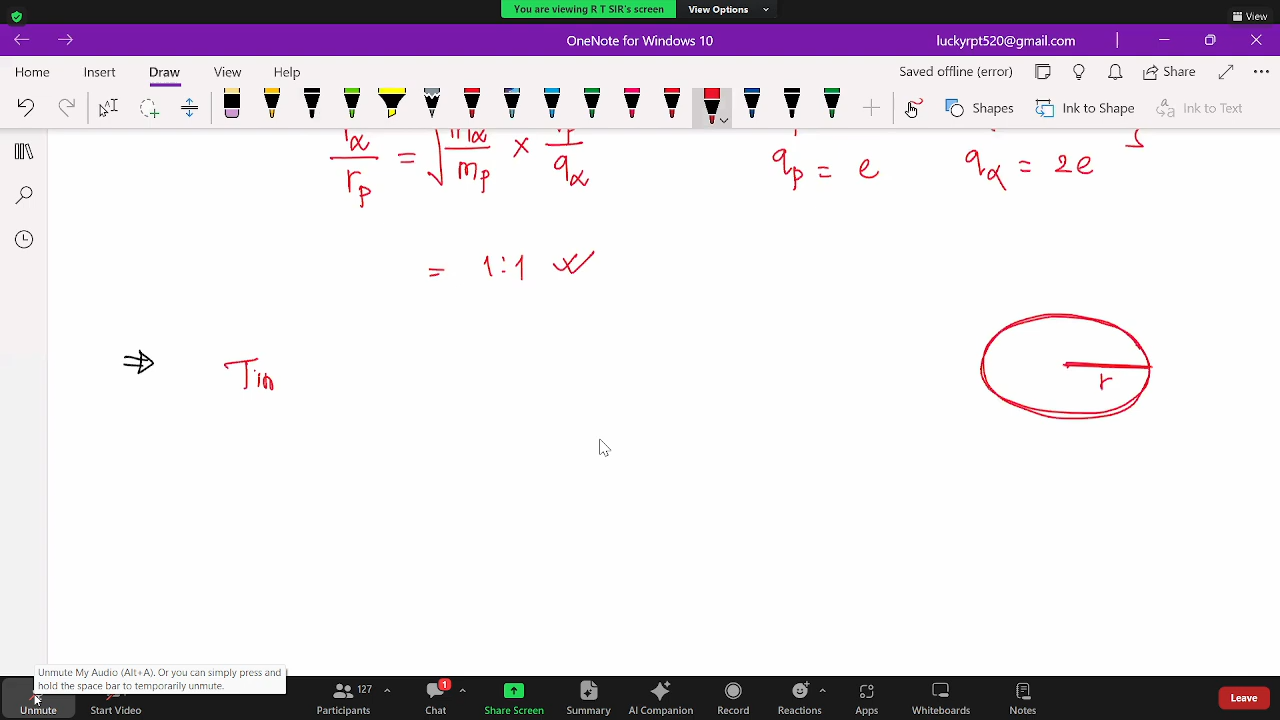 You are viewing R T SIR's screen View Options
View
OneNote for Windows 10 luckyrpt520@gmail.com
Home Insert Draw View Help Saved offline (error) Share
Shapes Ink to Shape Ink to Text
rα / rp = √ mα / mp × qp / qα
qp = e qα = 2e
= 1:1
⇒ Tim
r
Unmute My Audio (Alt+A). Or you can simply press and
hold the space bar to temporarily unmute.
127 1
Unmute Start Video Participants Chat Share Screen Summary AI Companion Record Reactions Apps Whiteboards Notes Leave